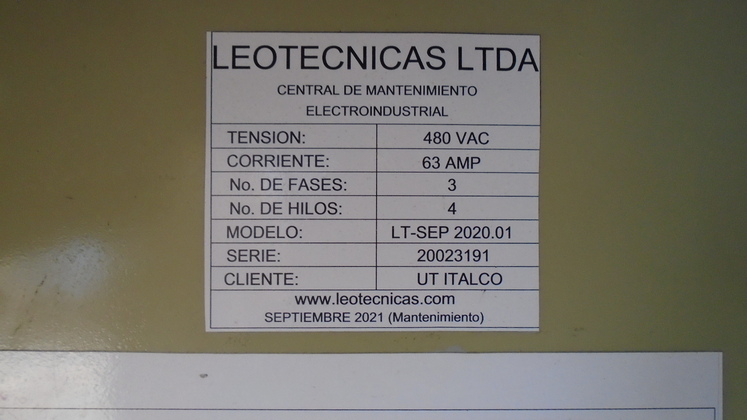 LEOTECNICAS LTDA
CENTRAL DE MANTENIMIENTO
ELECTROINDUSTRIAL
TENSION: 480 VAC
CORRIENTE: 63 AMP
No. DE FASES: 3
No. DE HILOS: 4
MODELO: LT-SEP 2020.01
SERIE: 20023191
CLIENTE: UT ITALCO
www.leotecnicas.com
SEPTIEMBRE 2021 (Mantenimiento)